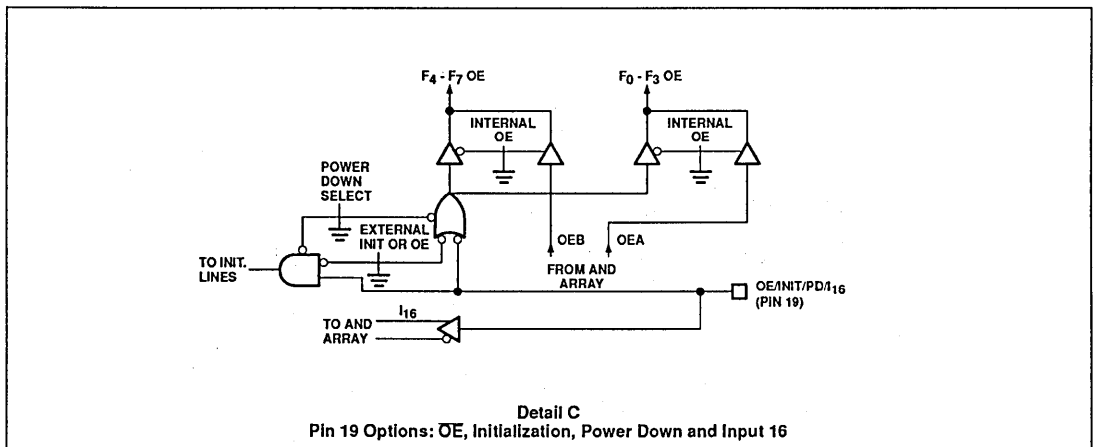 F4 - F7 OE
F0 - F3 OE
INTERNAL
OE
INTERNAL
OE
POWER
DOWN
SELECT
EXTERNAL
INIT OR OE
OEB
OEA
TO INIT.
LINES
FROM AND
ARRAY
OE/INIT/PD/I16
(PIN 19)
I16
TO AND
ARRAY
Detail C
Pin 19 Options: O̅E̅, Initialization, Power Down and Input 16